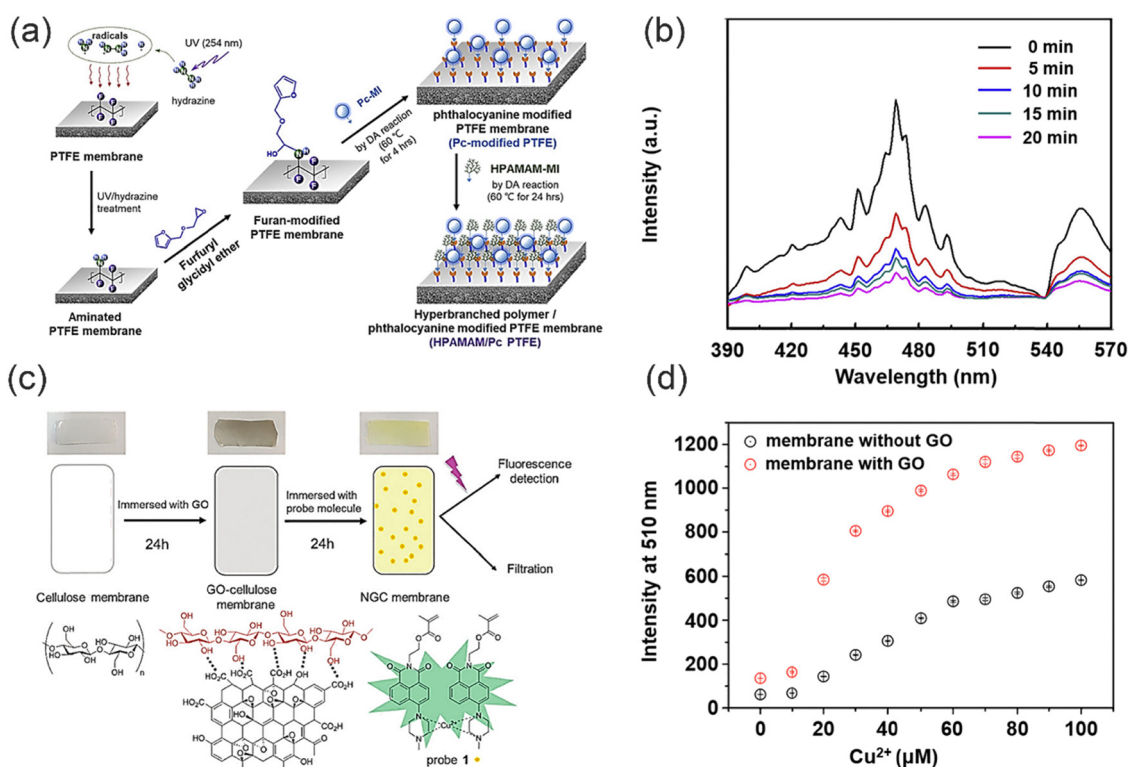 (a)
radicals
UV (254 nm)
hydrazine
PTFE membrane
UV/hydrazine
treatment
Aminated
PTFE membrane
Furfuryl
glycidyl ether
Furan-modified
PTFE membrane
Pc-MI
by DA reaction
(60 °C
for 4 hrs)
phthalocyanine modified
PTFE membrane
(Pc-modified PTFE)
HPAMAM-MI
by DA reaction
(60 °C for 24 hrs)
Hyperbranched polymer /
phthalocyanine modified PTFE membrane
(HPAMAM/Pc PTFE)
(b)
Intensity (a.u.)
0 min
5 min
10 min
15 min
20 min
390 420 450 480 510 540 570
Wavelength (nm)
(c)
Immersed with GO
24h
Immersed with
probe molecule
24h
Fluorescence
detection
Filtration
Cellulose membrane
GO-cellulose
membrane
NGC membrane
probe 1
(d)
Intensity at 510 nm
membrane without GO
membrane with GO
1200
1000
800
600
400
200
0
0 20 40 60 80 100
Cu²⁺ (μM)